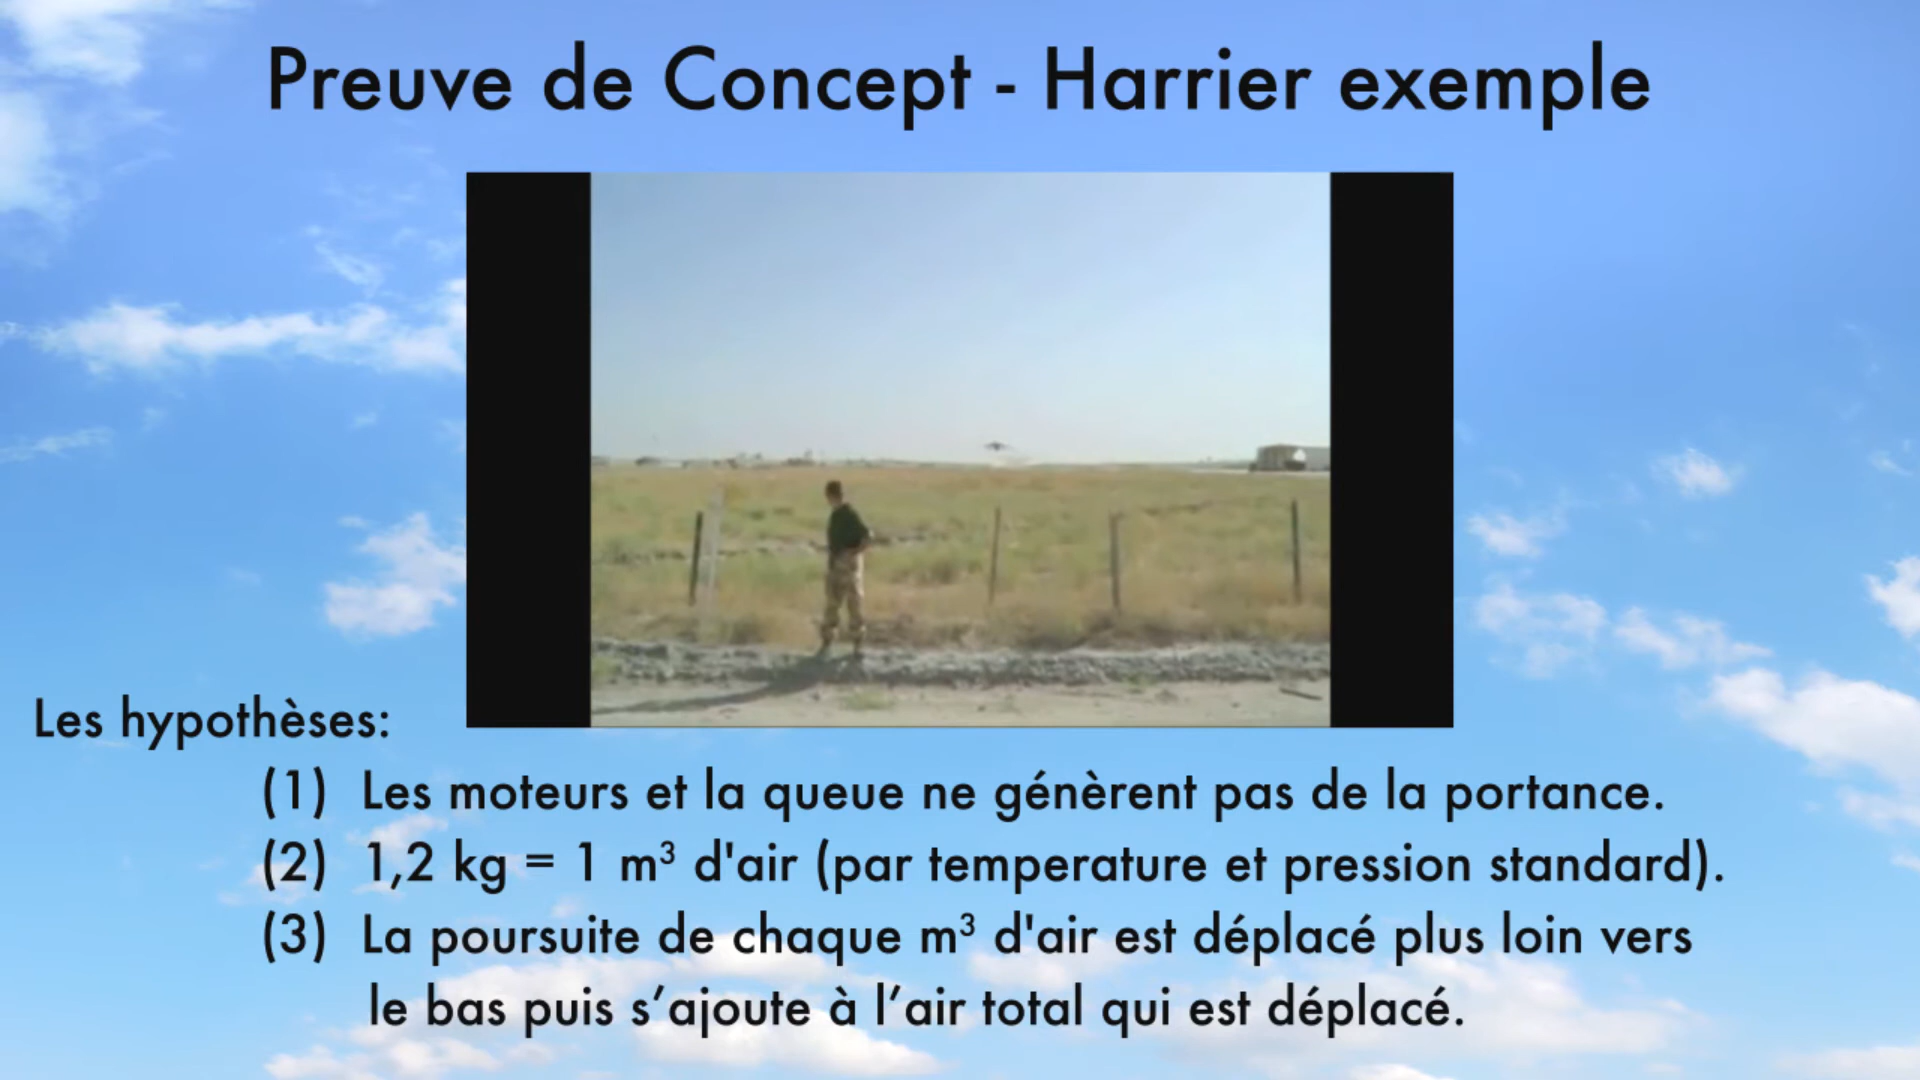 Preuve de Concept - Harrier exemple
Les hypothèses:
(1) Les moteurs et la queue ne génèrent pas de la portance.
(2) 1,2 kg = 1 m³ d'air (par temperature et pression standard).
(3) La poursuite de chaque m³ d'air est déplacé plus loin vers
le bas puis s’ajoute à l’air total qui est déplacé.